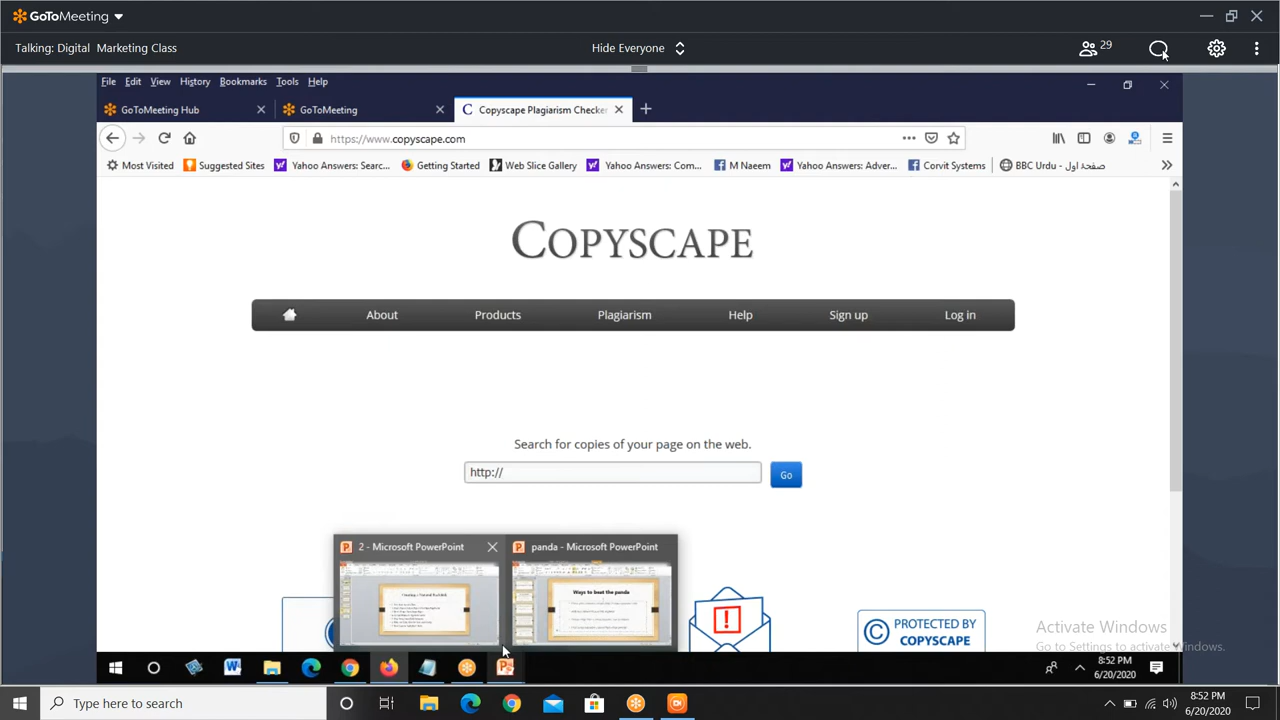 GoToMeeting
Talking: Digital Marketing Class
Hide Everyone
29
File Edit View History Bookmarks Tools Help
GoToMeeting Hub
GoToMeeting
Copyscape Plagiarism Checker
https://www.copyscape.com
Most Visited
Suggested Sites
Yahoo Answers: Searc...
Getting Started
Web Slice Gallery
Yahoo Answers: Com...
M Naeem
Yahoo Answers: Adver...
Corvit Systems
BBC Urdu - صفحۂ اول
COPYSCAPE
About
Products
Plagiarism
Help
Sign up
Log in
Search for copies of your page on the web.
http://
Go
2 - Microsoft PowerPoint
panda - Microsoft PowerPoint
Ways to beat the panda
PROTECTED BY
COPYSCAPE
Activate Windows
Go to Settings to activate Windows.
8:52 PM
6/20/2020
Type here to search
8:52 PM
6/20/2020